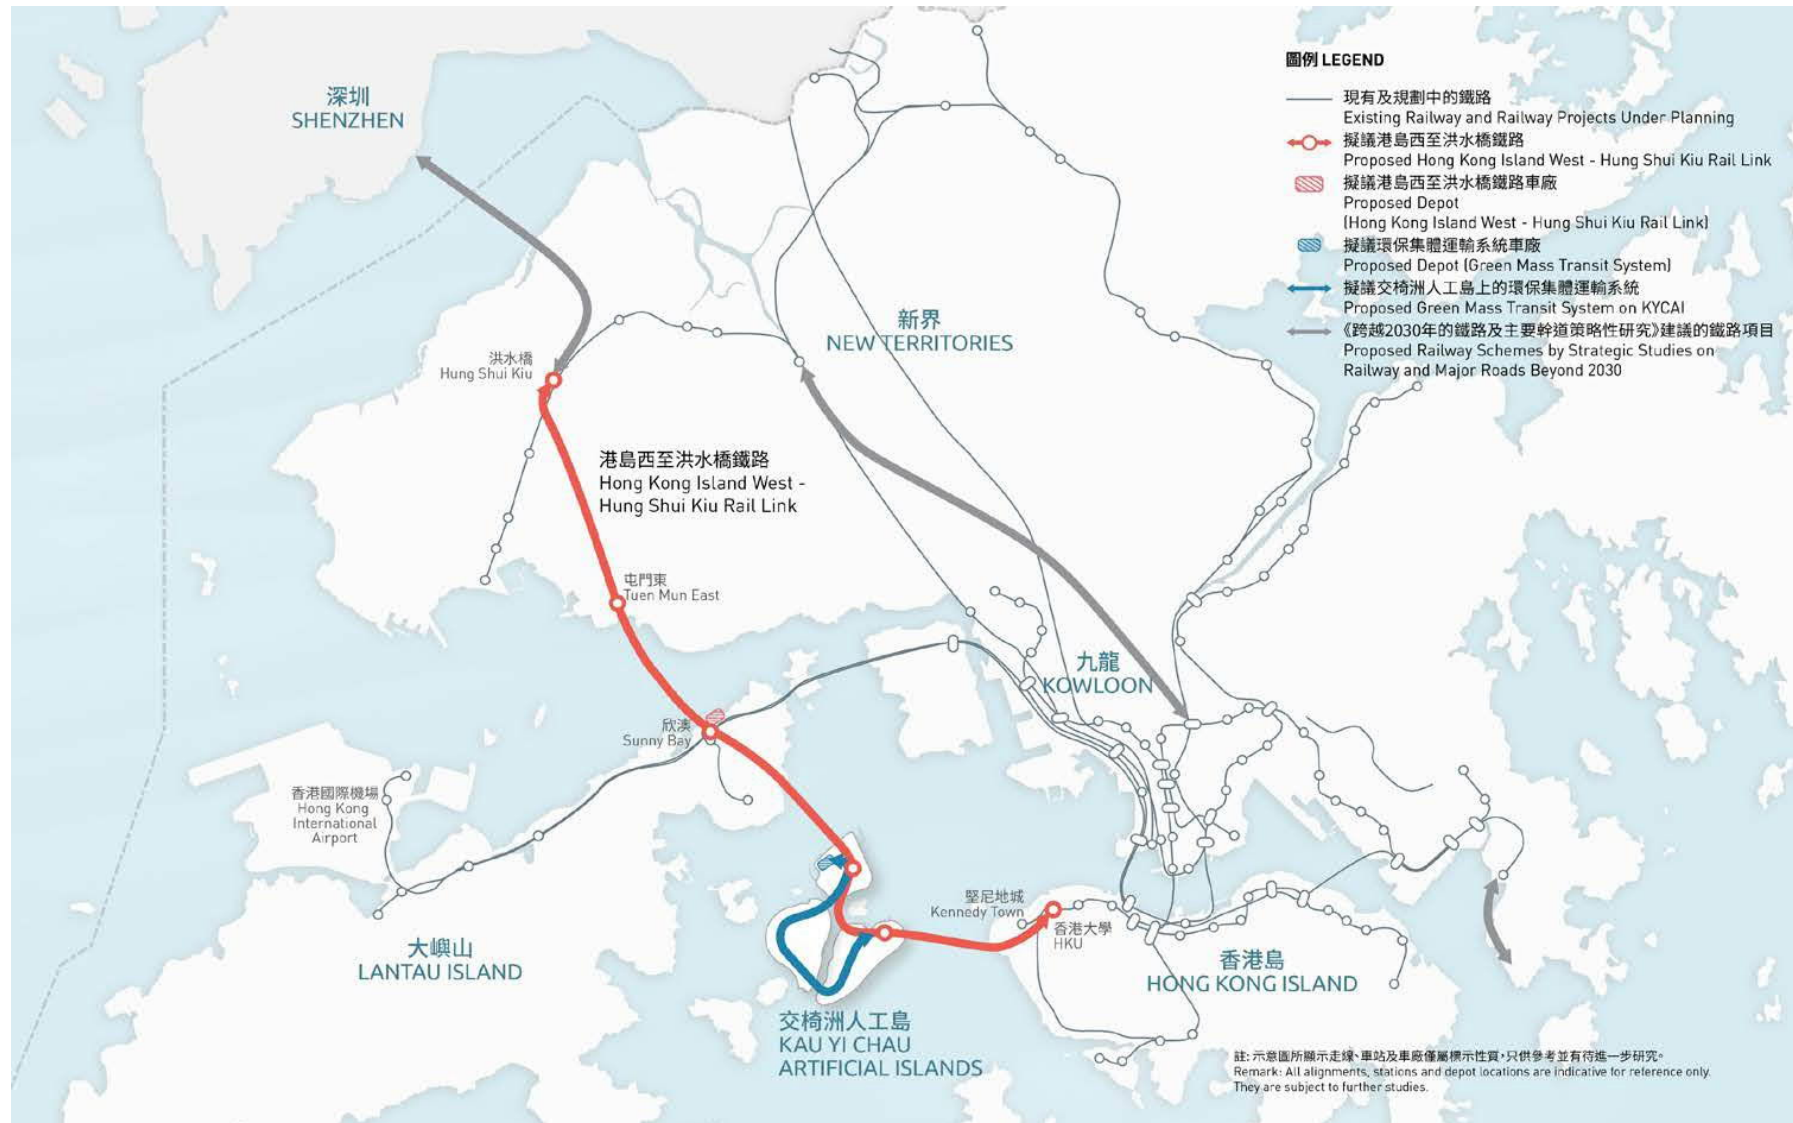 圖例 LEGEND
現有及規劃中的鐵路
Existing Railway and Railway Projects Under Planning
擬議港島西至洪水橋鐵路
Proposed Hong Kong Island West - Hung Shui Kiu Rail Link
擬議港島西至洪水橋鐵路車廠
Proposed Depot
(Hong Kong Island West - Hung Shui Kiu Rail Link)
擬議環保集體運輸系統車廠
Proposed Depot (Green Mass Transit System)
擬議交椅洲人工島上的環保集體運輸系統
Proposed Green Mass Transit System on KYCAI
《跨越2030年的鐵路及主要幹道策略性研究》建議的鐵路項目
Proposed Railway Schemes by Strategic Studies on
Railway and Major Roads Beyond 2030
深圳
SHENZHEN
新界
NEW TERRITORIES
洪水橋
Hung Shui Kiu
港島西至洪水橋鐵路
Hong Kong Island West -
Hung Shui Kiu Rail Link
屯門東
Tuen Mun East
九龍
KOWLOON
欣澳
Sunny Bay
香港國際機場
Hong Kong
International
Airport
堅尼地城
Kennedy Town
香港大學
HKU
大嶼山
LANTAU ISLAND
香港島
HONG KONG ISLAND
交椅洲人工島
KAU YI CHAU
ARTIFICIAL ISLANDS
註: 示意圖所顯示走線、車站及車廠僅屬標示性質,只供參考並有待進一步研究。
Remark: All alignments, stations and depot locations are indicative for reference only.
They are subject to further studies.